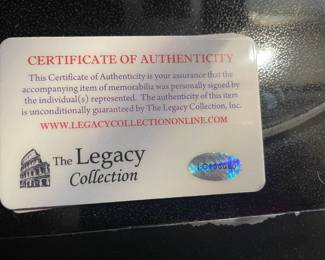 CERTIFICATE OF AUTHENTICITY
This Certificate of Authenticity is your assurance that the
accompanying item of memorabilia was personally signed by
the individual(s) represented. The authenticity of this item
is unconditionally guaranteed by The Legacy Collection, Inc.
WWW.LEGACYCOLLECTIONONLINE.COM
The Legacy
Collection